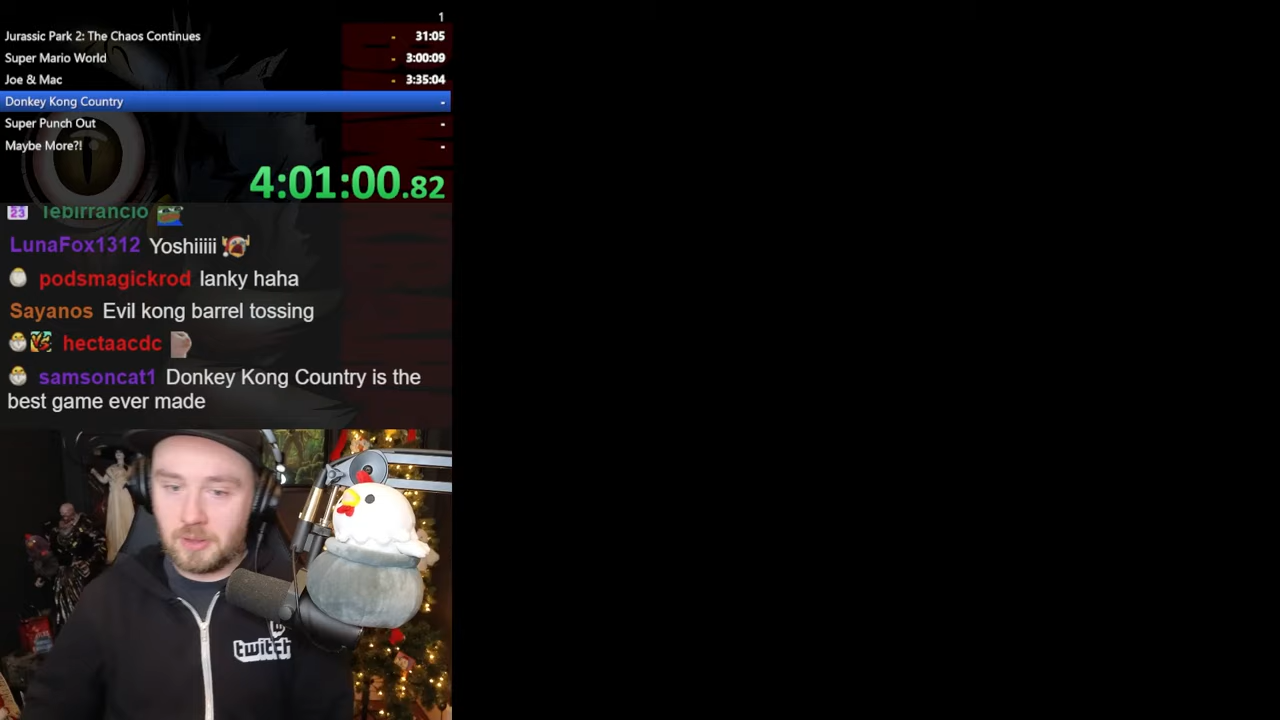 1
Jurassic Park 2: The Chaos Continues - 31:05
Super Mario World - 3:00:09
Joe & Mac - 3:35:04
Donkey Kong Country -
Super Punch Out -
Maybe More?! -
4:01:00.82
23 Tebirrancio
LunaFox1312 Yoshiiiii
podsmagickrod lanky haha
Sayanos Evil kong barrel tossing
hectaacdc
samsoncat1 Donkey Kong Country is the
best game ever made
twitch